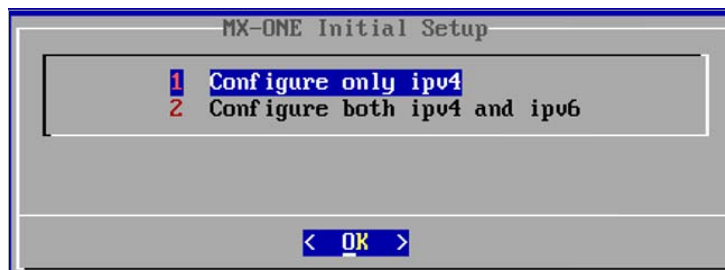 MX-ONE Initial Setup
1 Configure only ipv4
2 Configure both ipv4 and ipv6
< OK >